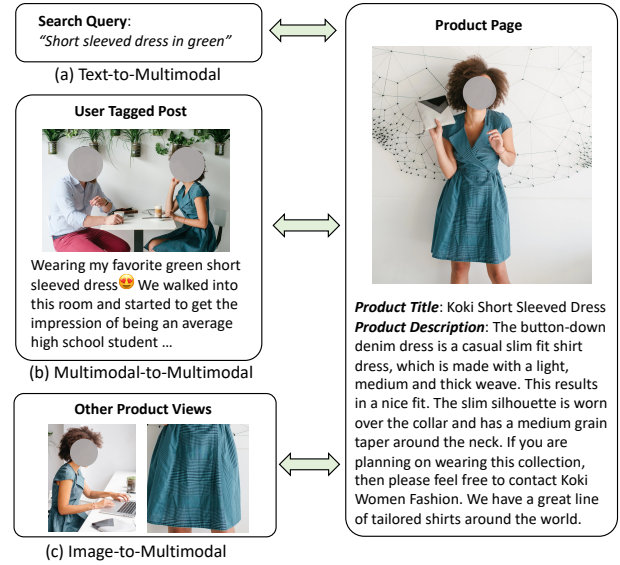 Search Query:
“Short sleeved dress in green”
(a) Text-to-Multimodal
User Tagged Post
Wearing my favorite green short
sleeved dress😍 We walked into
this room and started to get the
impression of being an average
high school student ...
(b) Multimodal-to-Multimodal
Other Product Views
(c) Image-to-Multimodal
Product Page
Product Title: Koki Short Sleeved Dress
Product Description: The button-down
denim dress is a casual slim fit shirt
dress, which is made with a light,
medium and thick weave. This results
in a nice fit. The slim silhouette is worn
over the collar and has a medium grain
taper around the neck. If you are
planning on wearing this collection,
then please feel free to contact Koki
Women Fashion. We have a great line
of tailored shirts around the world.